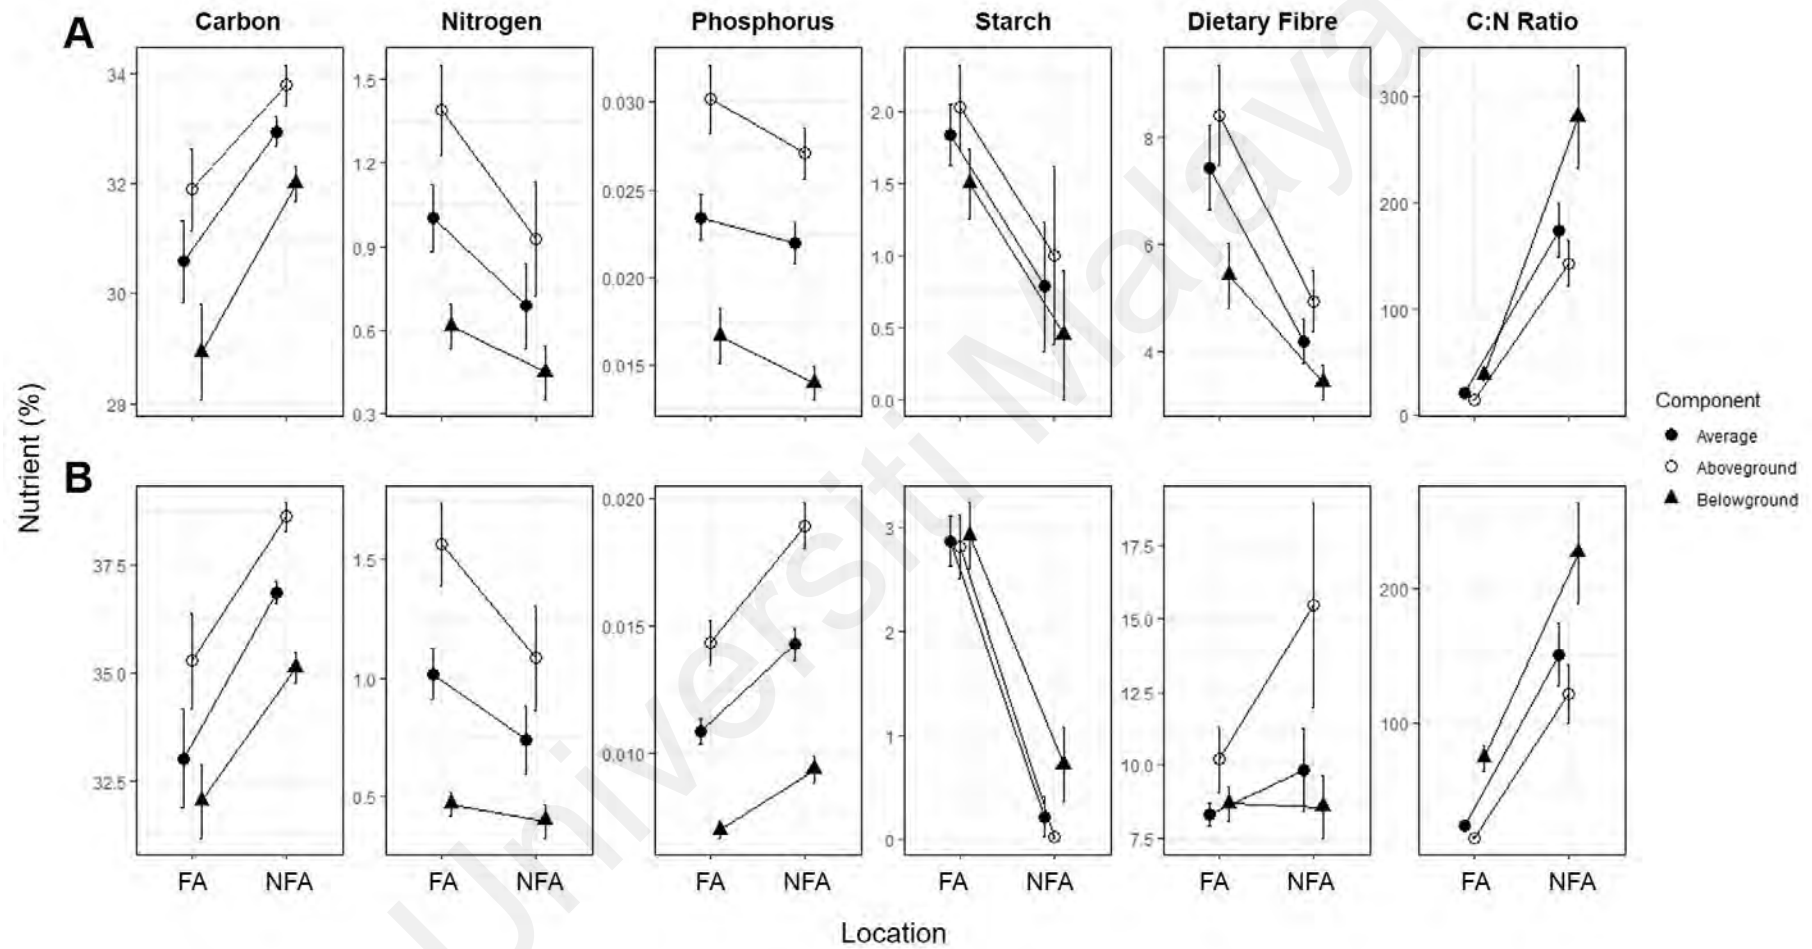 A
Carbon Nitrogen Phosphorus Starch Dietary Fibre C:N Ratio
34 1.5 0.030 2.0 8 300
32 1.2 0.025 1.5 6 200
30 0.9 0.020 1.0 4 100
28 0.6 0.015 0.5 0
0.3 0.0
B
37.5 1.5 0.020 3 17.5 200
35.0 1.0 0.015 2 15.0 100
32.5 0.5 0.010 1 12.5
0 10.0
7.5
FA NFA FA NFA FA NFA FA NFA FA NFA FA NFA
Nutrient (%)
Location
Component
Average
Aboveground
Belowground
Universiti Malaya